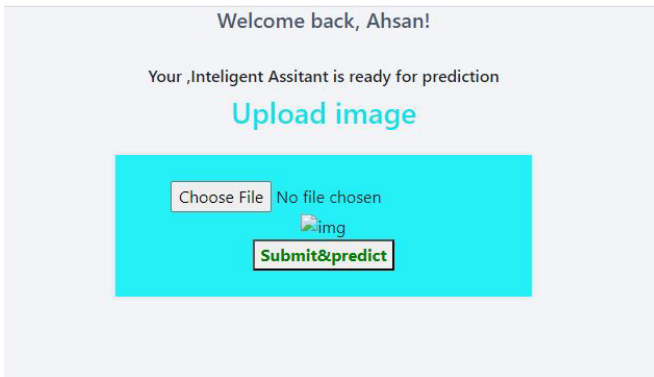 Welcome back, Ahsan!
Your ,Inteligent Assitant is ready for prediction
Upload image
Choose File No file chosen
img
Submit&predict